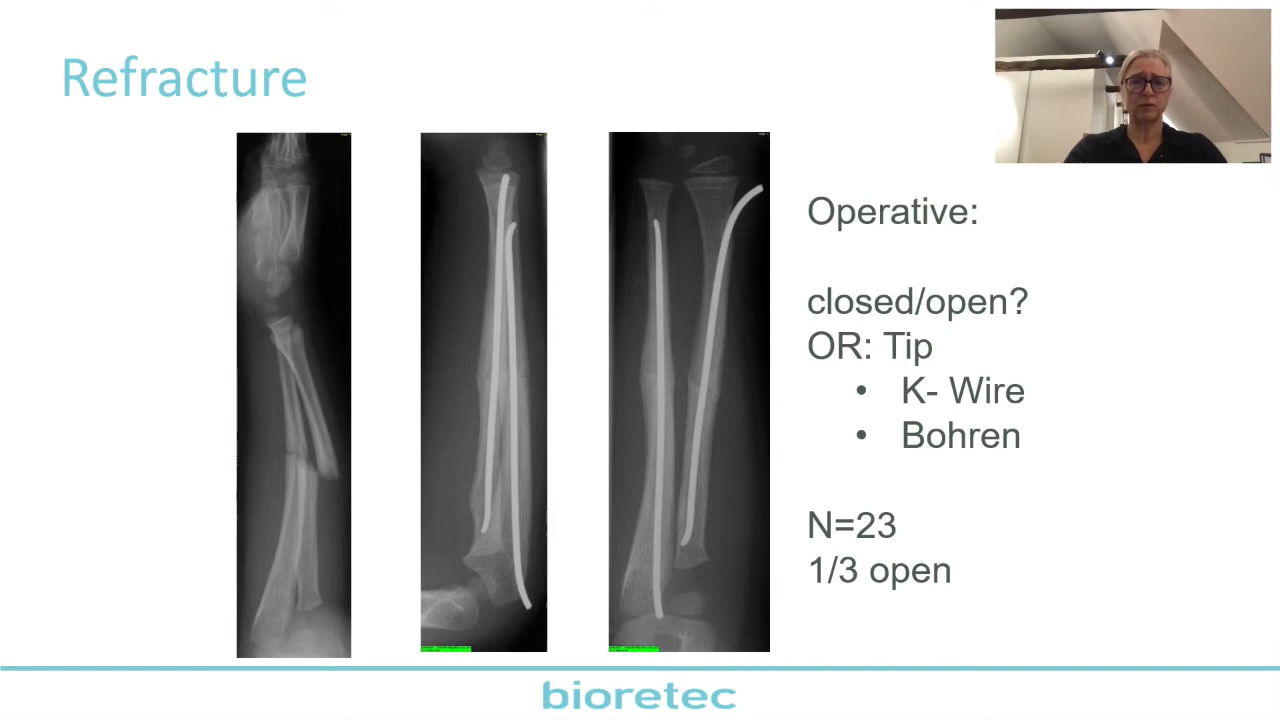 Refracture
Operative:
closed/open?
OR: Tip
• K- Wire
• Bohren
N=23
1/3 open
bioretec